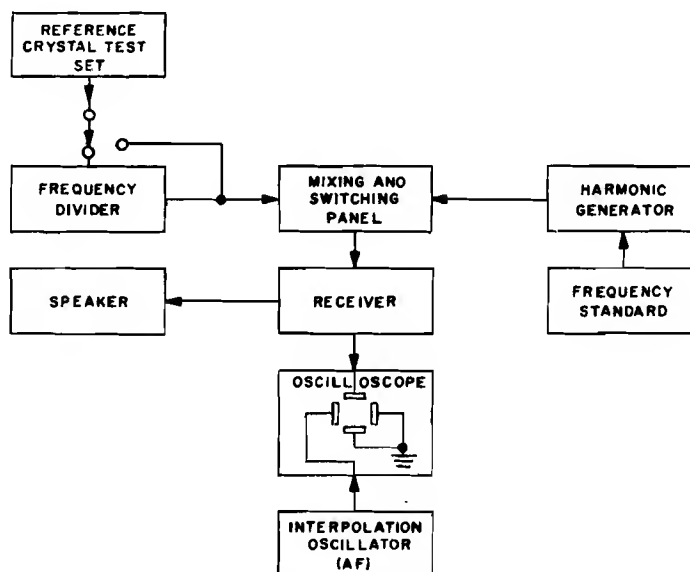 REFERENCE
CRYSTAL TEST
SET
FREQUENCY
DIVIDER
MIXING AND
SWITCHING
PANEL
HARMONIC
GENERATOR
SPEAKER
RECEIVER
FREQUENCY
STANDARD
OSCILLOSCOPE
INTERPOLATION
OSCILLATOR
(AF)